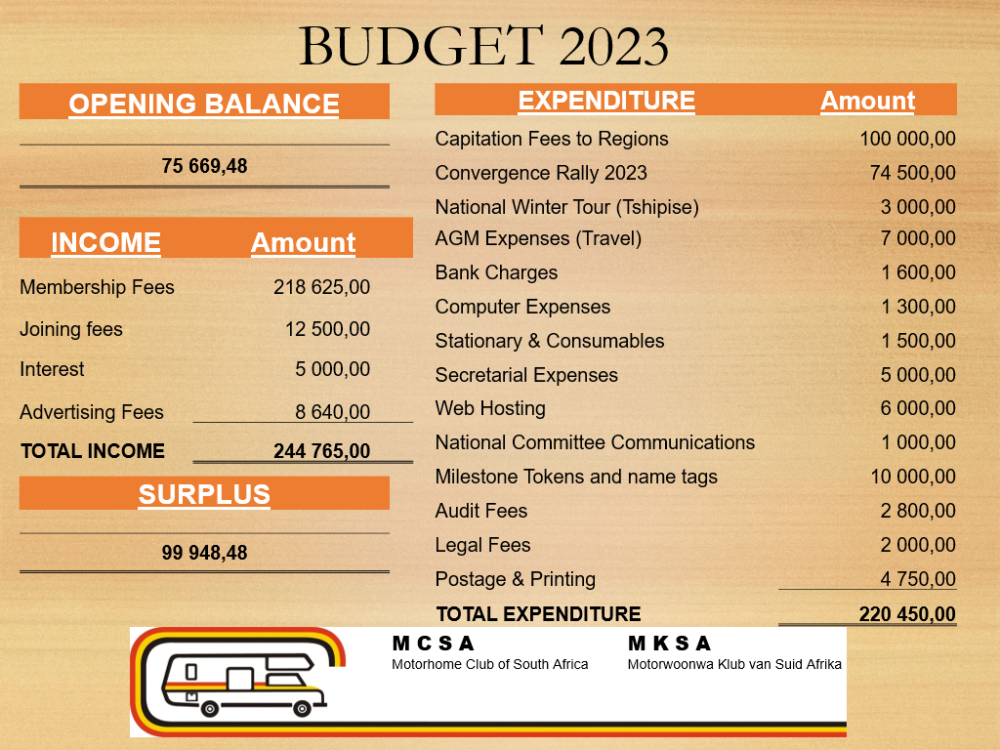 BUDGET 2023
OPENING BALANCE
75 669,48
INCOME Amount
Membership Fees 218 625,00
Joining fees 12 500,00
Interest 5 000,00
Advertising Fees 8 640,00
TOTAL INCOME 244 765,00
SURPLUS
99 948,48
EXPENDITURE Amount
Capitation Fees to Regions 100 000,00
Convergence Rally 2023 74 500,00
National Winter Tour (Tshipise) 3 000,00
AGM Expenses (Travel) 7 000,00
Bank Charges 1 600,00
Computer Expenses 1 300,00
Stationary & Consumables 1 500,00
Secretarial Expenses 5 000,00
Web Hosting 6 000,00
National Committee Communications 1 000,00
Milestone Tokens and name tags 10 000,00
Audit Fees 2 800,00
Legal Fees 2 000,00
Postage & Printing 4 750,00
TOTAL EXPENDITURE 220 450,00
M C S A M K S A
Motorhome Club of South Africa Motorwoonwa Klub van Suid Afrika